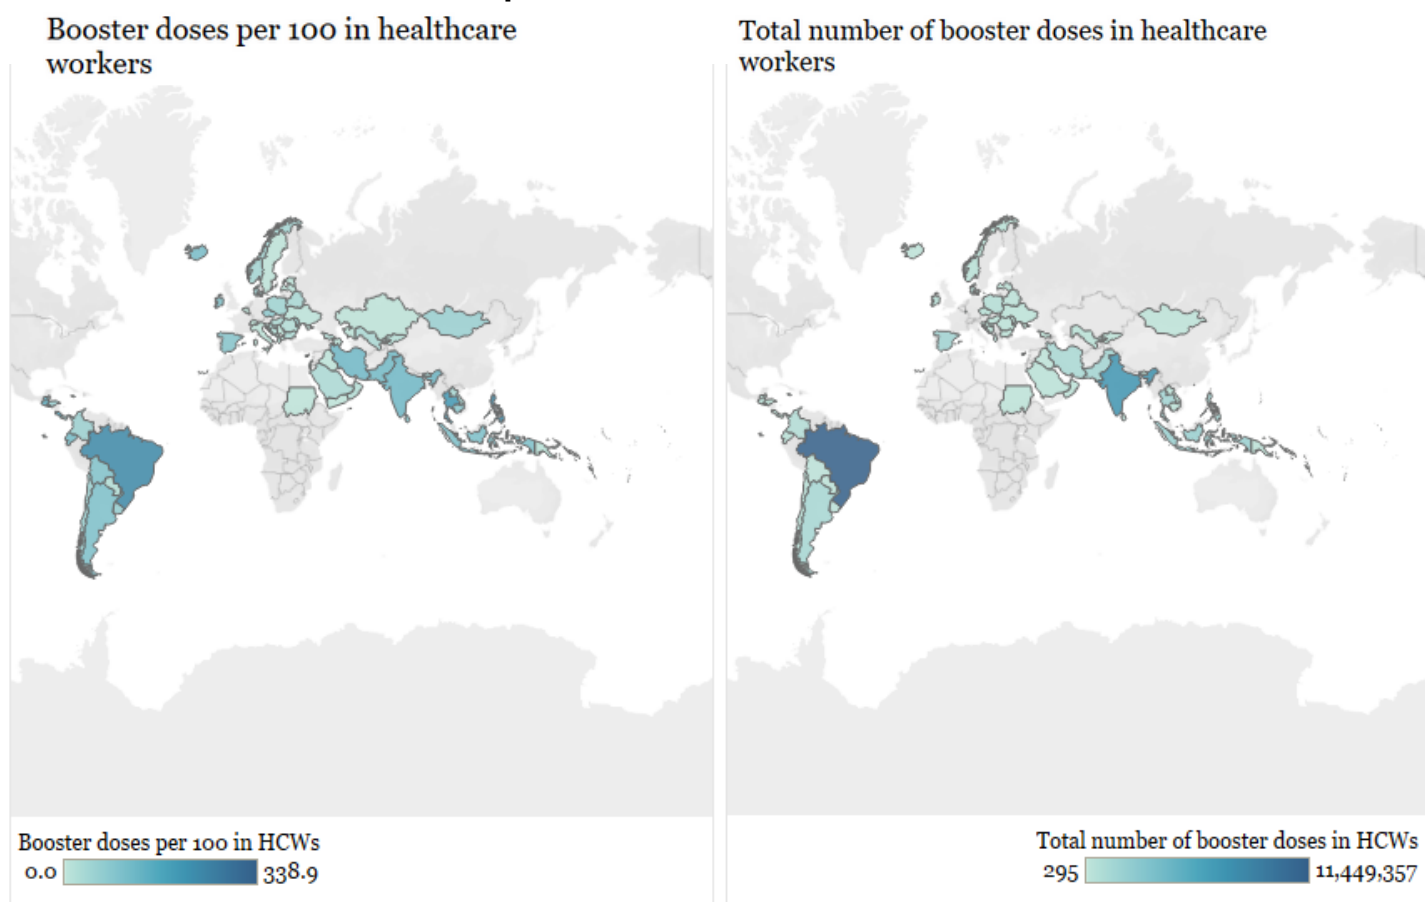 Booster doses per 100 in healthcare
workers
Total number of booster doses in healthcare
workers
Booster doses per 100 in HCWs
0.0 338.9
Total number of booster doses in HCWs
295 11,449,357